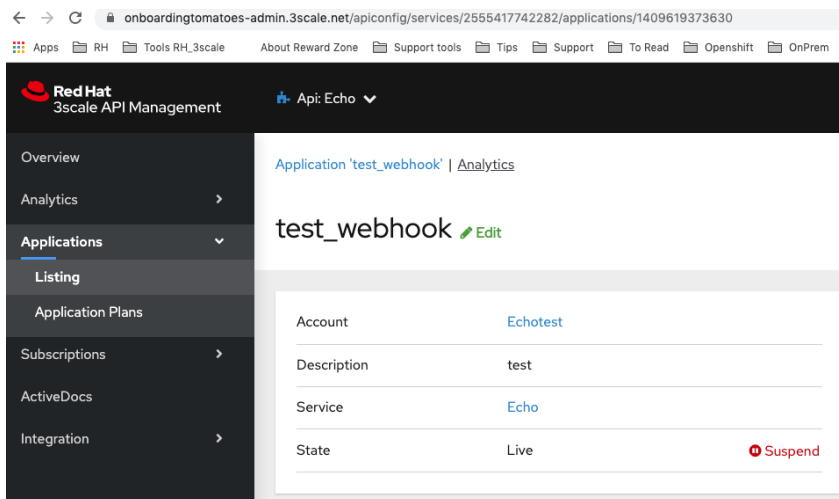 onboardingtomatoes-admin.3scale.net/apiconfig/services/2555417742282/applications/1409619373630
Apps RH Tools RH_3scale About Reward Zone Support tools Tips Support To Read Openshift OnPrem
Red Hat
3scale API Management
Api: Echo
Overview
Analytics
Applications
Listing
Application Plans
Subscriptions
ActiveDocs
Integration
Application 'test_webhook' | Analytics
test_webhook Edit
Account Echotest
Description test
Service Echo
State Live Suspend